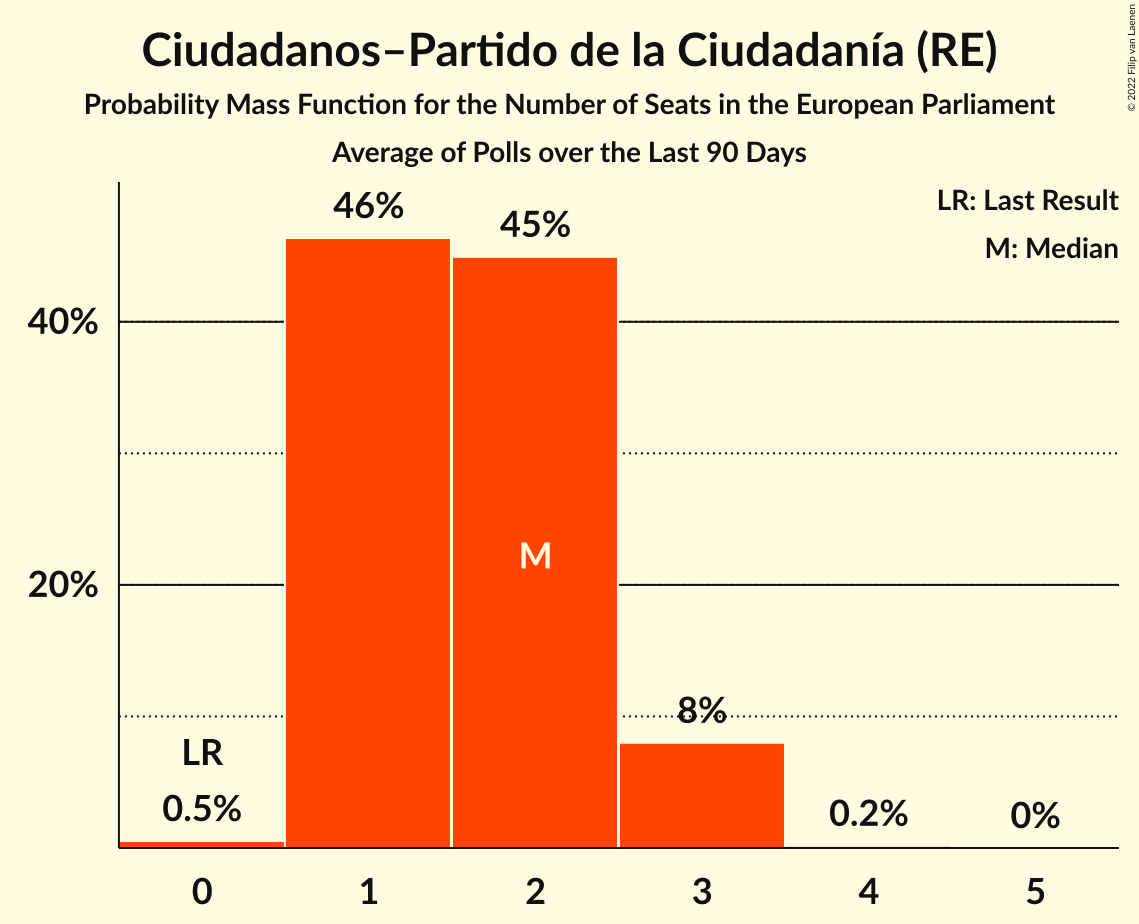 Ciudadanos–Partido de la Ciudadanía (RE)
Probability Mass Function for the Number of Seats in the European Parliament
Average of Polls over the Last 90 Days
© 2022 Filip van Laenen
LR: Last Result
M: Median
46%
45%
40%
M
20%
8%
LR
0.5%
0.2%
0%
0 1 2 3 4 5